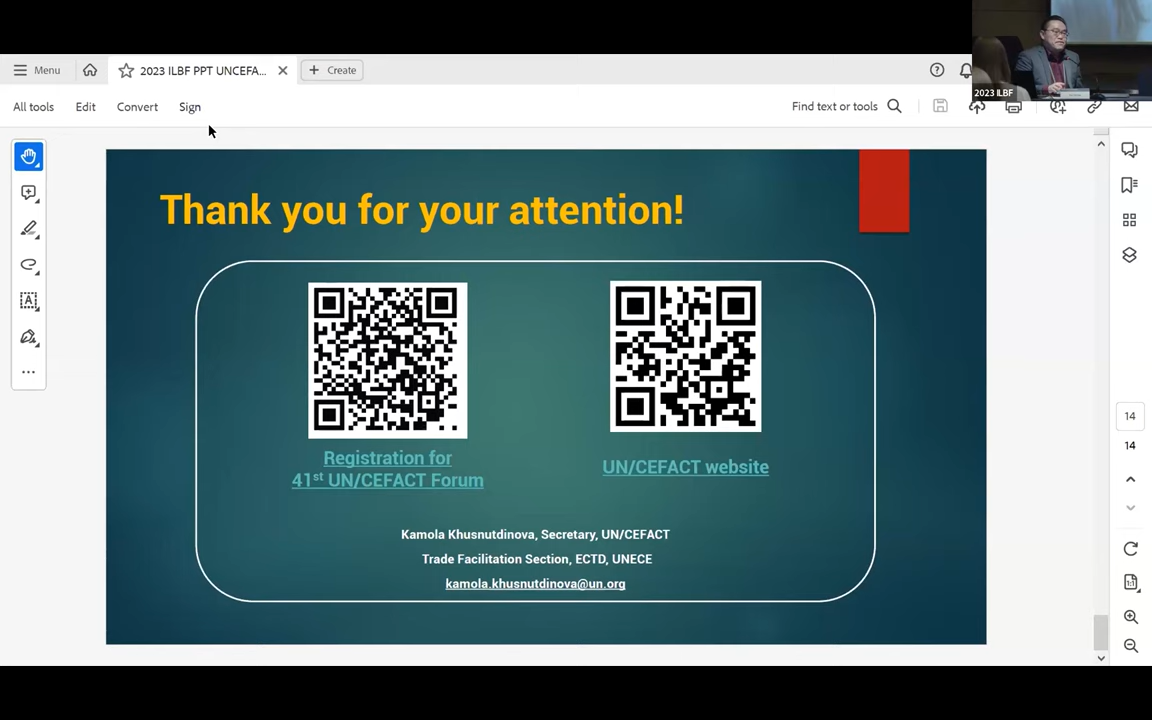 Menu
2023 ILBF PPT UNCEFA...
Create
2023 ILBF
All tools
Edit
Convert
Sign
Find text or tools
Thank you for your attention!
Registration for
41st UN/CEFACT Forum
UN/CEFACT website
Kamola Khusnutdinova, Secretary, UN/CEFACT
Trade Facilitation Section, ECTD, UNECE
kamola.khusnutdinova@un.org
14
14